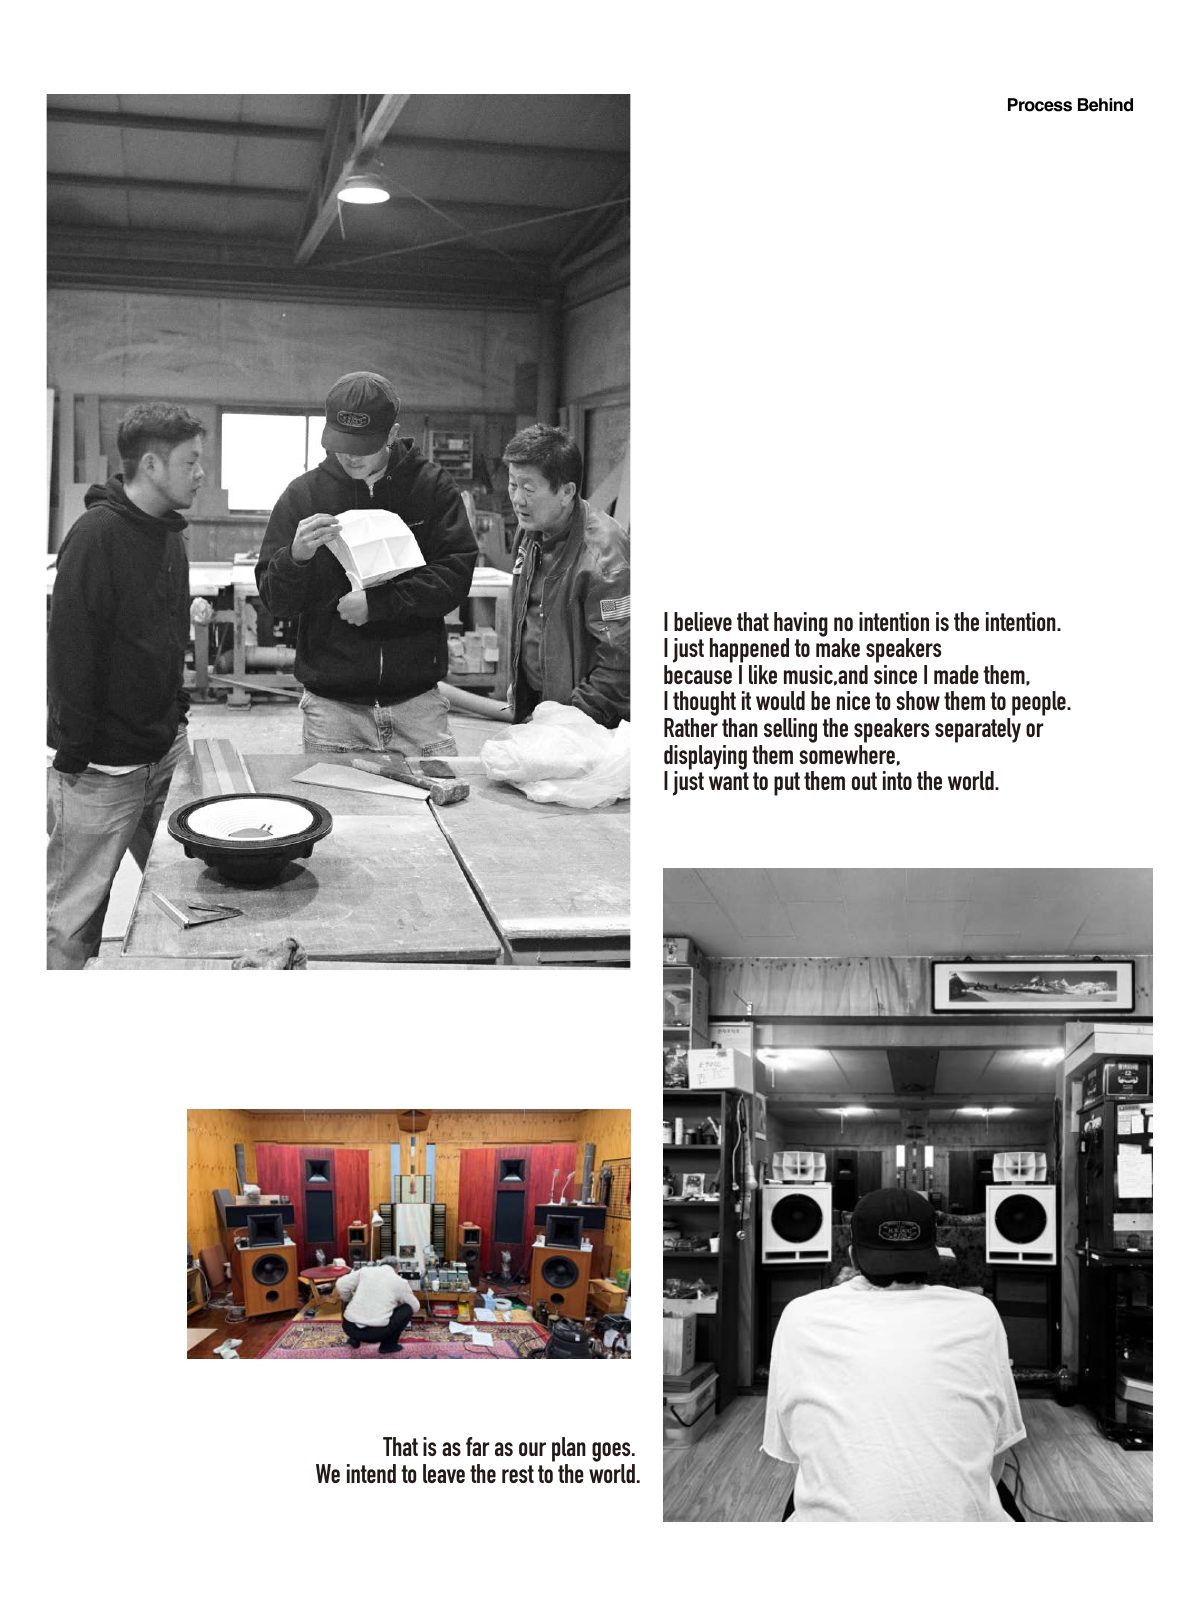 Process Behind
I believe that having no intention is the intention.
I just happened to make speakers
because I like music,and since I made them,
I thought it would be nice to show them to people.
Rather than selling the speakers separately or
displaying them somewhere,
I just want to put them out into the world.
That is as far as our plan goes.
We intend to leave the rest to the world.